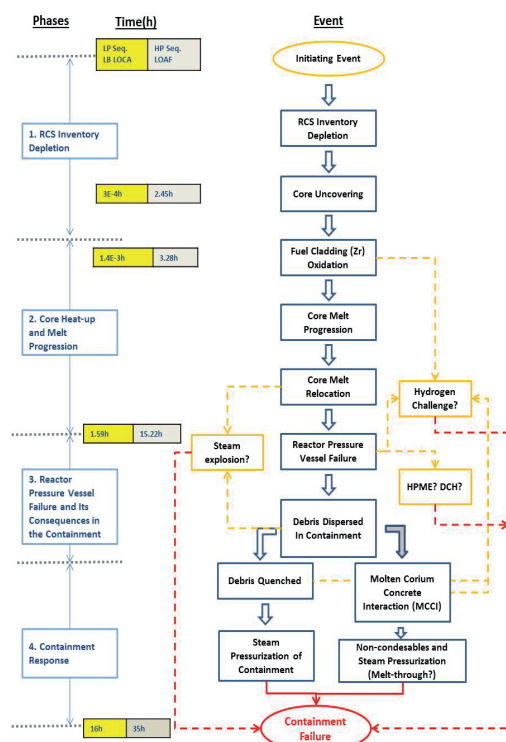 Phases
Time(h)
Event
LP Seq.
LB LOCA
HP Seq.
LOAF
Initiating Event
1. RCS Inventory
Depletion
RCS Inventory
Depletion
3E-4h
2.45h
Core Uncovering
1.4E-3h
3.28h
Fuel Cladding (Zr)
Oxidation
2. Core Heat-up
and Melt
Progression
Core Melt
Progression
Core Melt
Relocation
Hydrogen
Challenge?
1.59h
15.22h
Steam
explosion?
Reactor Pressure
Vessel Failure
3. Reactor
Pressure Vessel
Failure and Its
Consequences in
the Containment
HPME? DCH?
Debris Dispersed
In Containment
Debris Quenched
Molten Corium
Concrete
Interaction (MCCI)
4. Containment
Response
Steam
Pressurization of
Containment
Non-condesables and
Steam Pressurization
(Melt-through?)
16h
35h
Containment
Failure